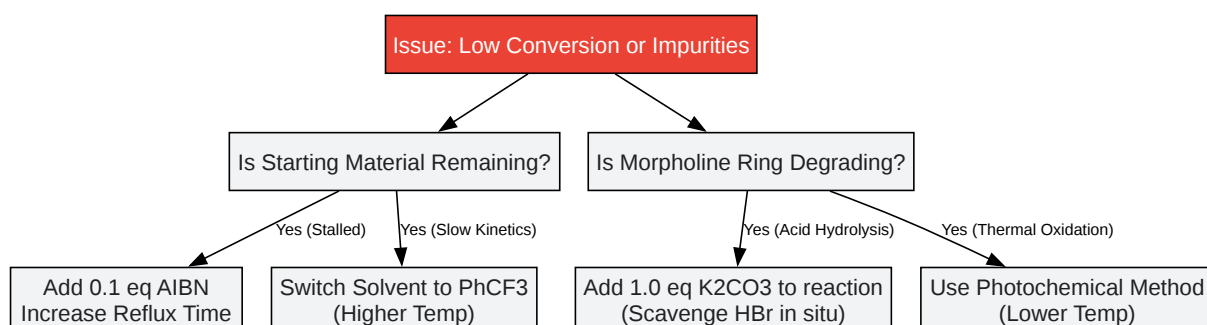 Issue: Low Conversion or Impurities
Is Starting Material Remaining?
Is Morpholine Ring Degrading?
Yes (Stalled)
Yes (Slow Kinetics)
Yes (Acid Hydrolysis)
Yes (Thermal Oxidation)
Add 0.1 eq AIBN
Increase Reflux Time
Switch Solvent to PhCF3
(Higher Temp)
Add 1.0 eq K2CO3 to reaction
(Scavenge HBr in situ)
Use Photochemical Method
(Lower Temp)